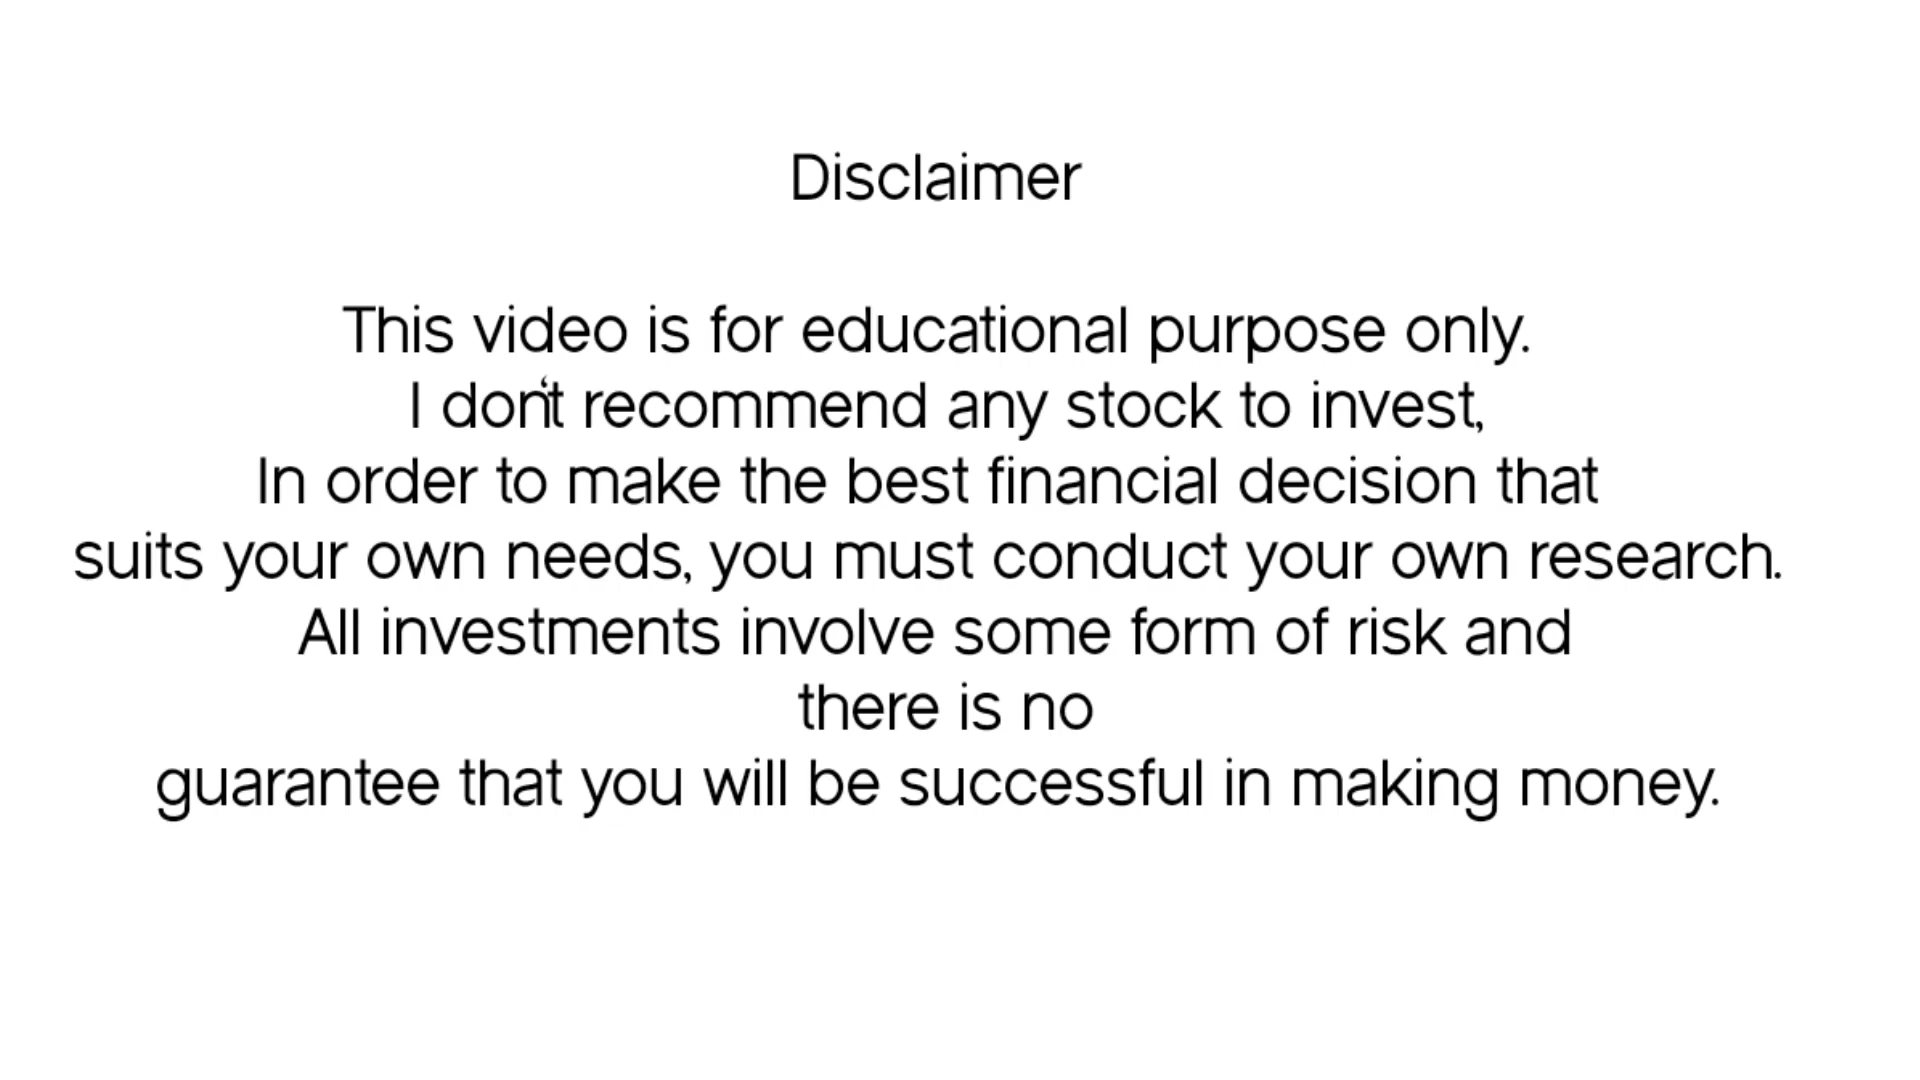 Disclaimer
This video is for educational purpose only.
I don't recommend any stock to invest,
In order to make the best financial decision that
suits your own needs, you must conduct your own research.
All investments involve some form of risk and
there is no
guarantee that you will be successful in making money.